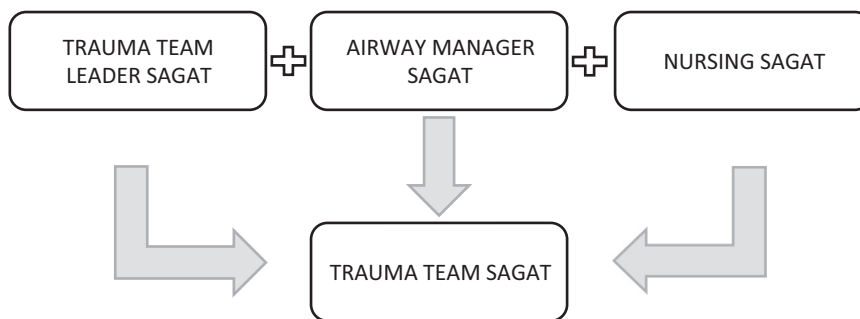 TRAUMA TEAM
LEADER SAGAT
AIRWAY MANAGER
SAGAT
NURSING SAGAT
TRAUMA TEAM SAGAT